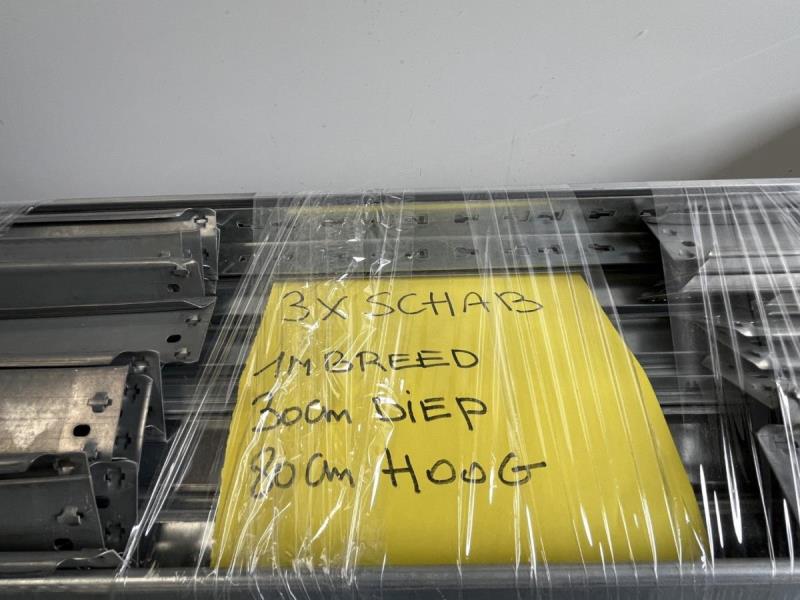 3X SCHAB
1M BREED
30cm DIEP
80cm HOOG